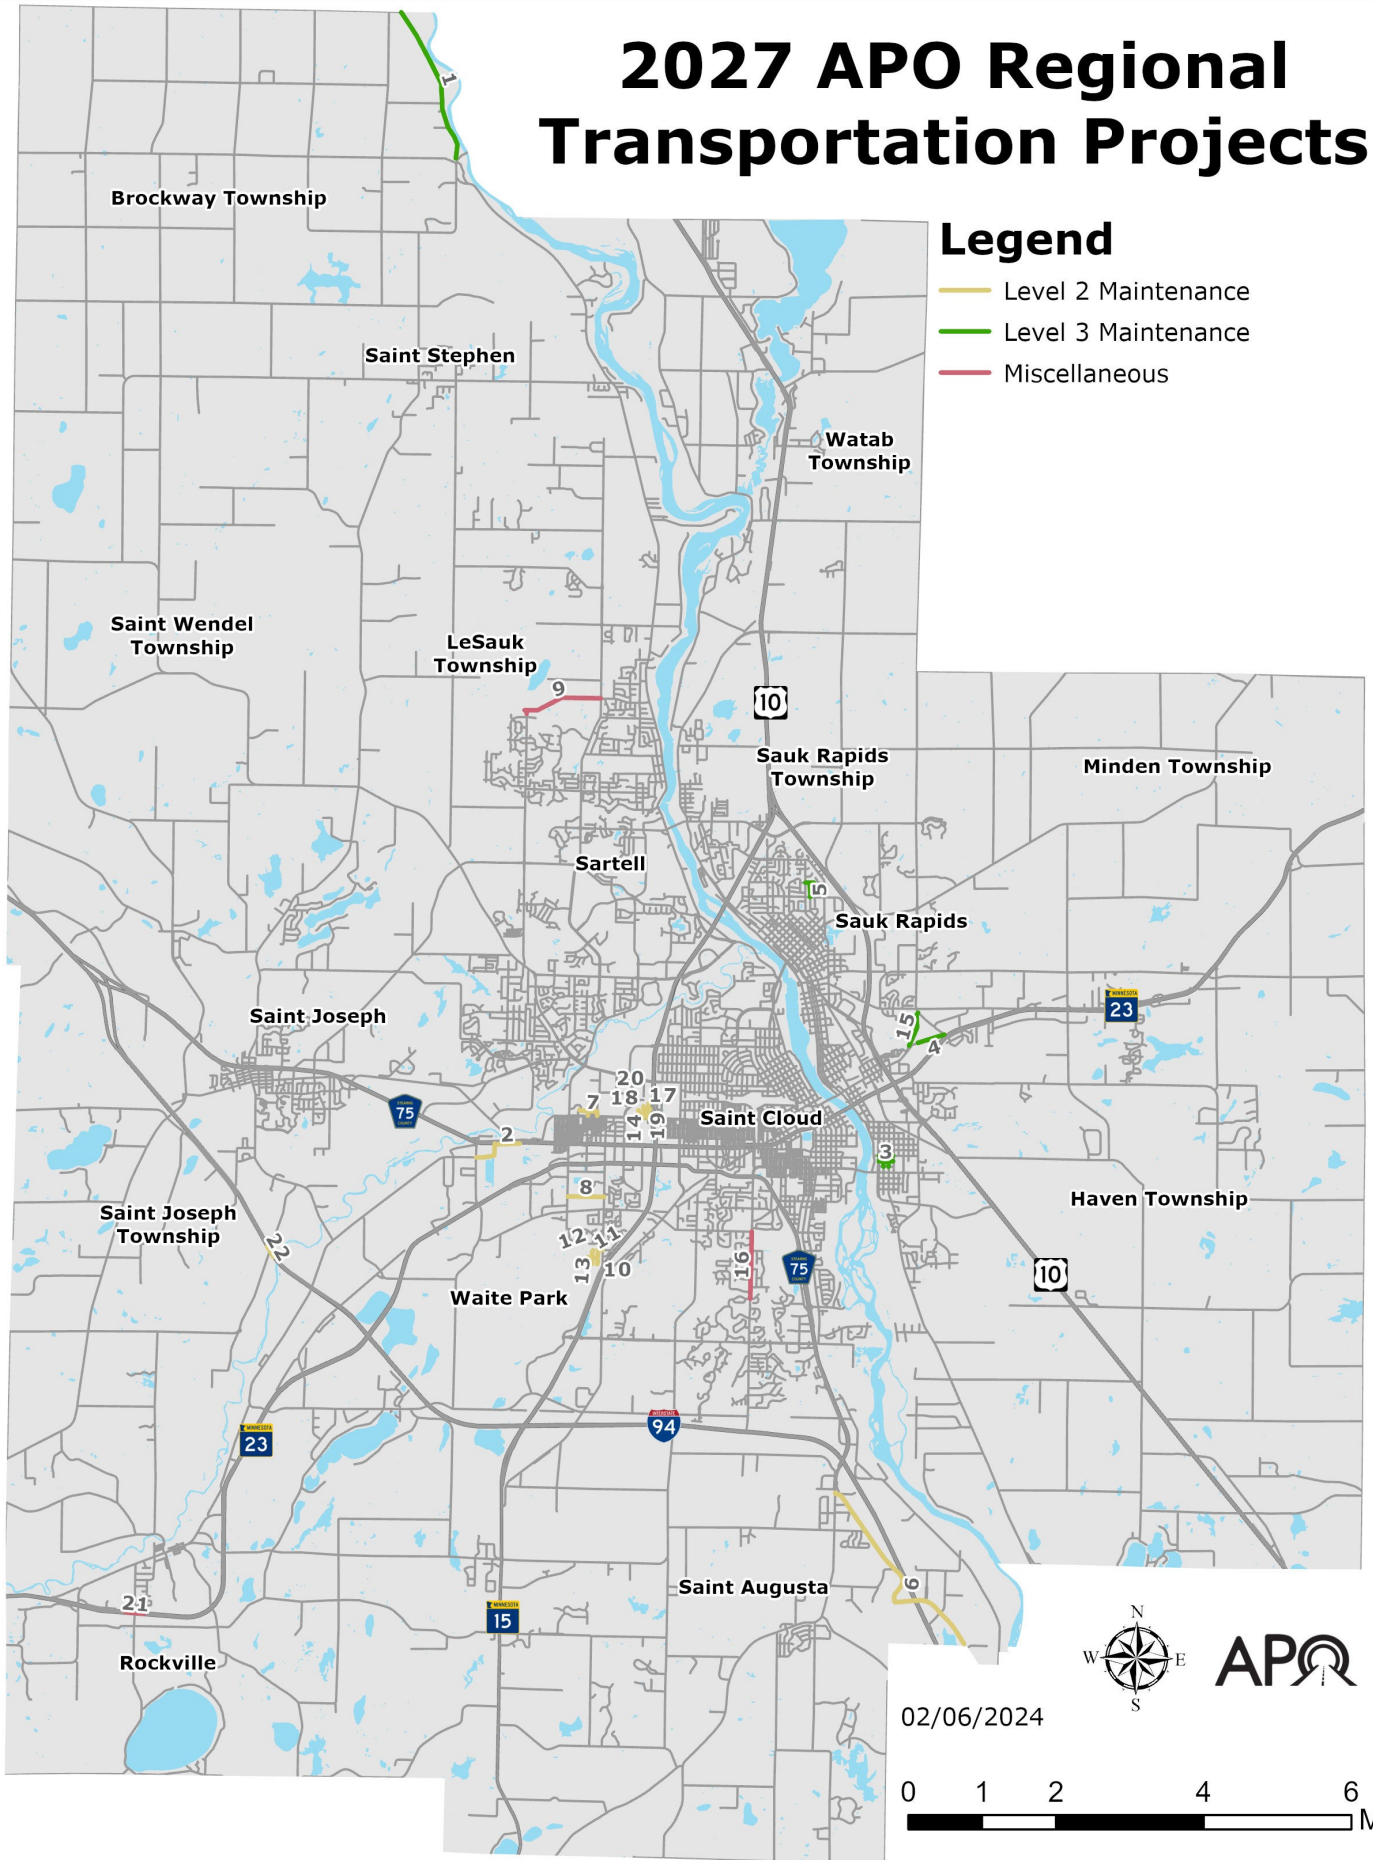 2027 APO Regional
Transportation Projects
Legend
Level 2 Maintenance
Level 3 Maintenance
Miscellaneous
1
Brockway Township
Saint Stephen
Watab
Township
Saint Wendel
Township
LeSauk
Township
9
10
Sauk Rapids
Township
Minden Township
Sartell
5
Sauk Rapids
Saint Joseph
MINNESOTA
23
15
4
20
7
18
17
75
14
19
Saint Cloud
2
3
8
Haven Township
Saint Joseph
Township
22
12
11
13
10
16
75
10
Waite Park
INTERSTATE
94
MINNESOTA
23
6
Saint Augusta
21
MINNESOTA
15
Rockville
N
W
E
S
APO
02/06/2024
0 1 2 4 6
M